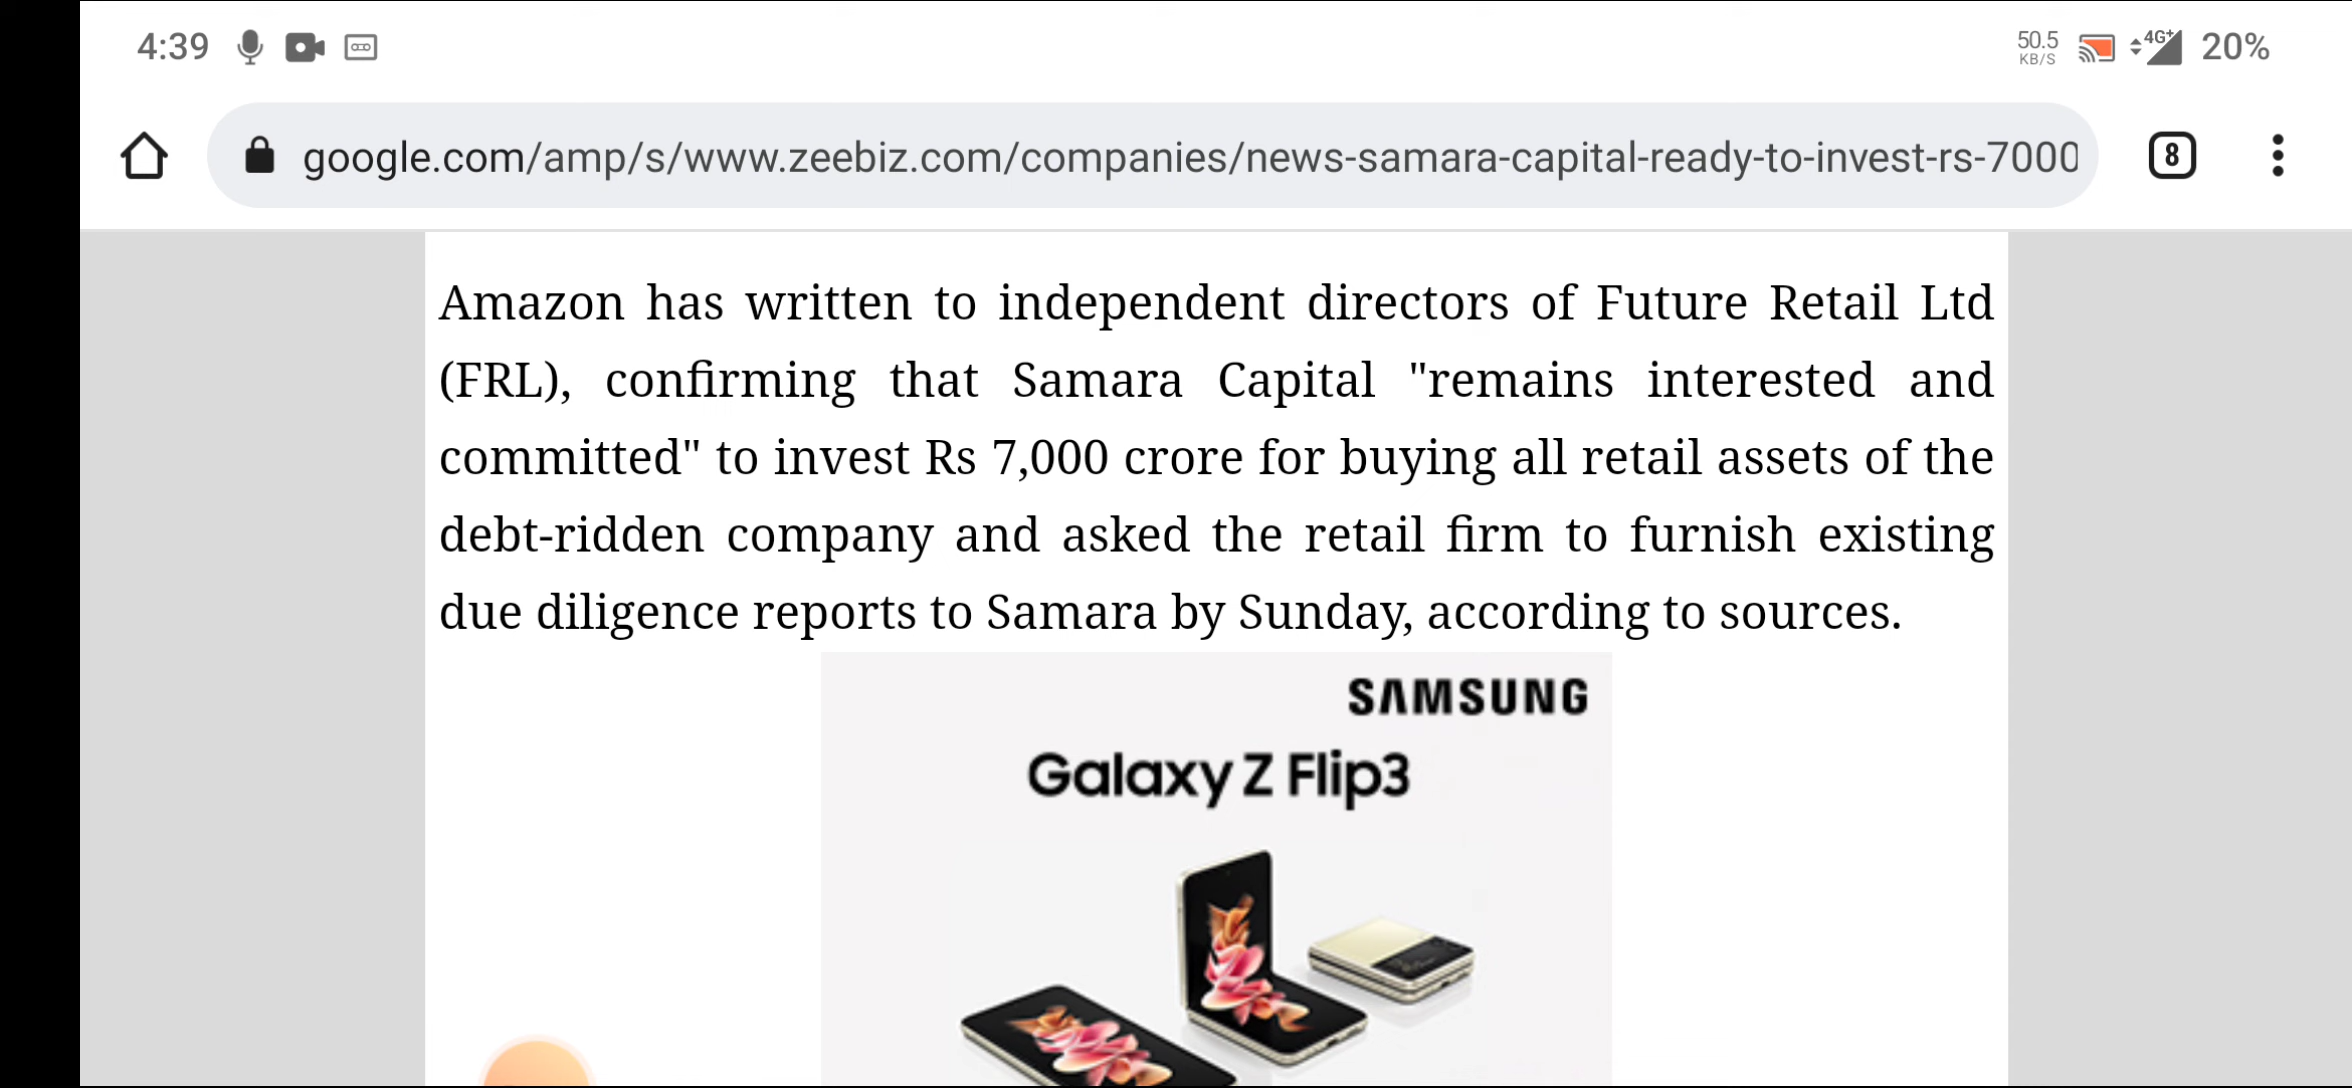 4:39
50.5
KB/S
4G+
20%
google.com/amp/s/www.zeebiz.com/companies/news-samara-capital-ready-to-invest-rs-7000
8
Amazon has written to independent directors of Future Retail Ltd
(FRL), confirming that Samara Capital "remains interested and
committed" to invest Rs 7,000 crore for buying all retail assets of the
debt-ridden company and asked the retail firm to furnish existing
due diligence reports to Samara by Sunday, according to sources.
SAMSUNG
Galaxy Z Flip3